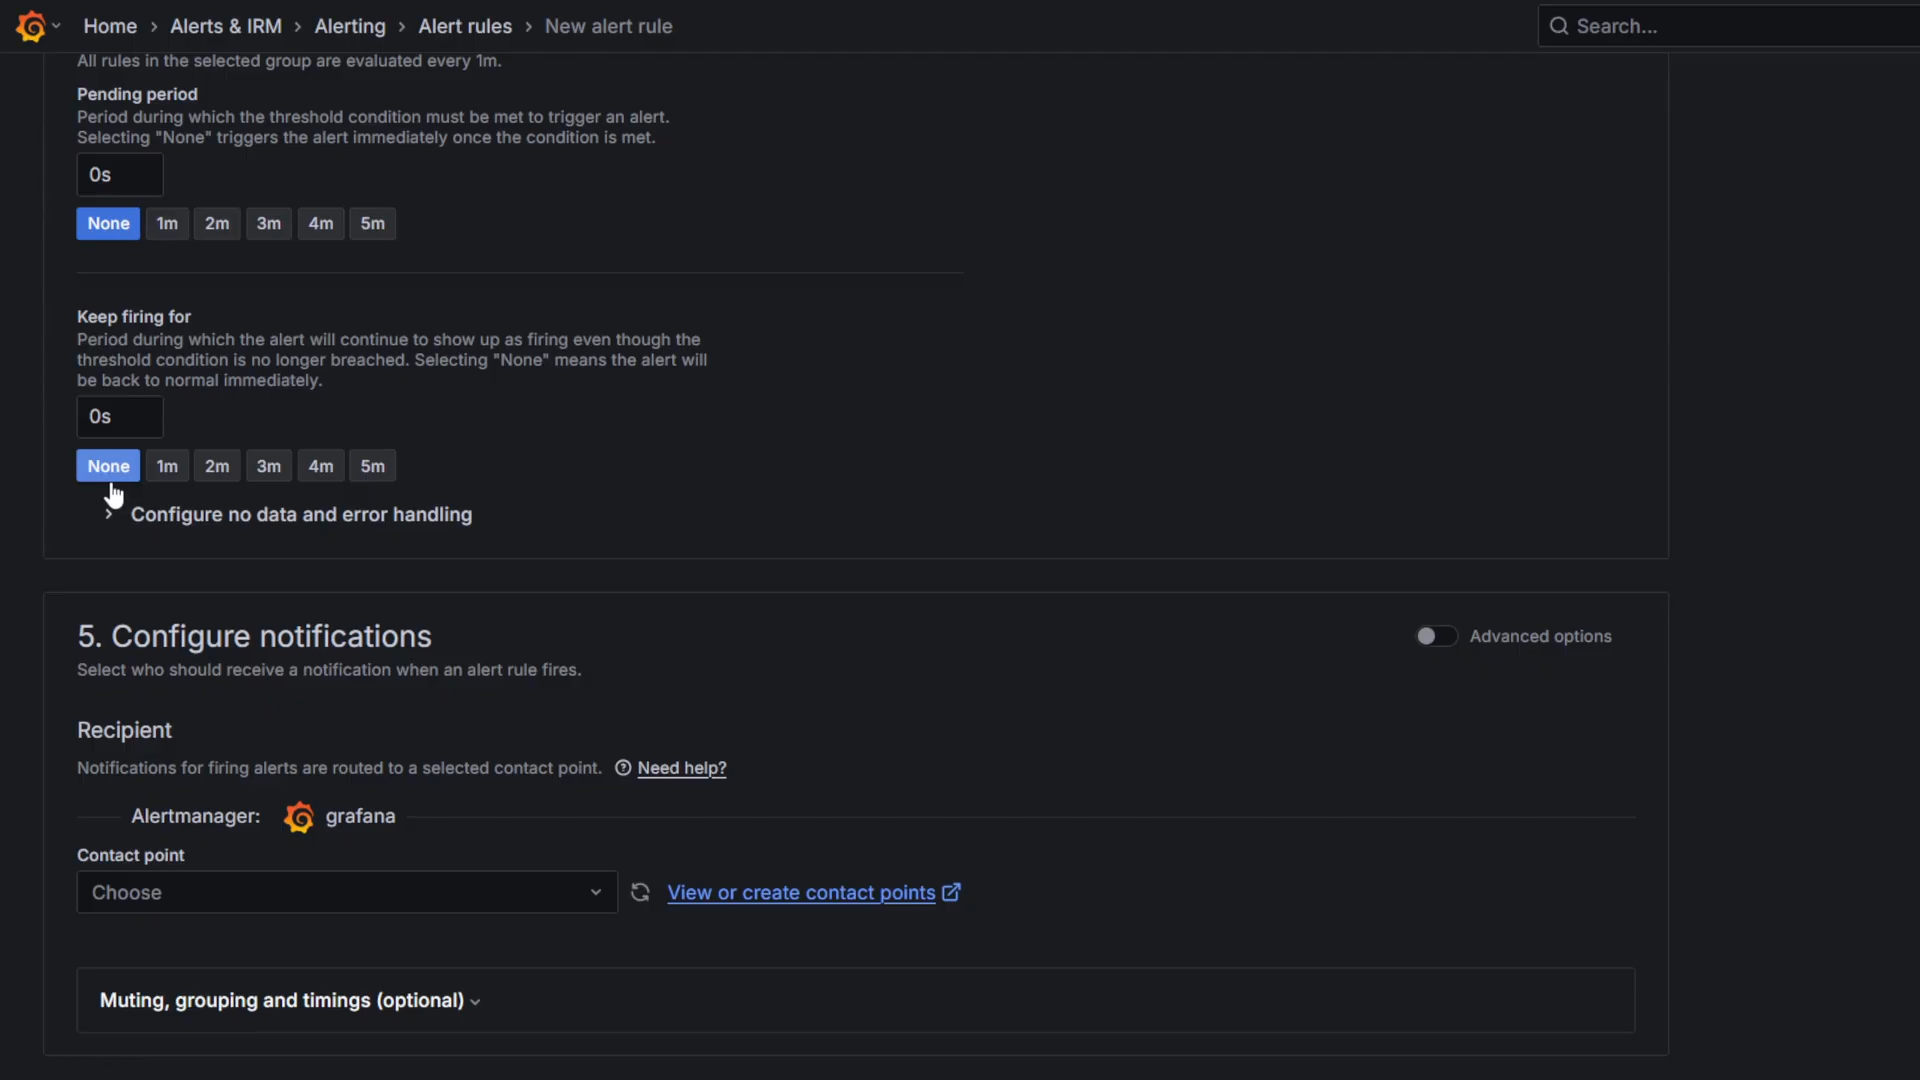 Home › Alerts & IRM › Alerting › Alert rules › New alert rule
Search...
All rules in the selected group are evaluated every 1m.
Pending period
Period during which the threshold condition must be met to trigger an alert.
Selecting "None" triggers the alert immediately once the condition is met.
0s
None 1m 2m 3m 4m 5m
Keep firing for
Period during which the alert will continue to show up as firing even though the
threshold condition is no longer breached. Selecting "None" means the alert will
be back to normal immediately.
0s
None 1m 2m 3m 4m 5m
Configure no data and error handling
5. Configure notifications
Advanced options
Select who should receive a notification when an alert rule fires.
Recipient
Notifications for firing alerts are routed to a selected contact point. Need help?
Alertmanager: grafana
Contact point
Choose
View or create contact points
Muting, grouping and timings (optional)